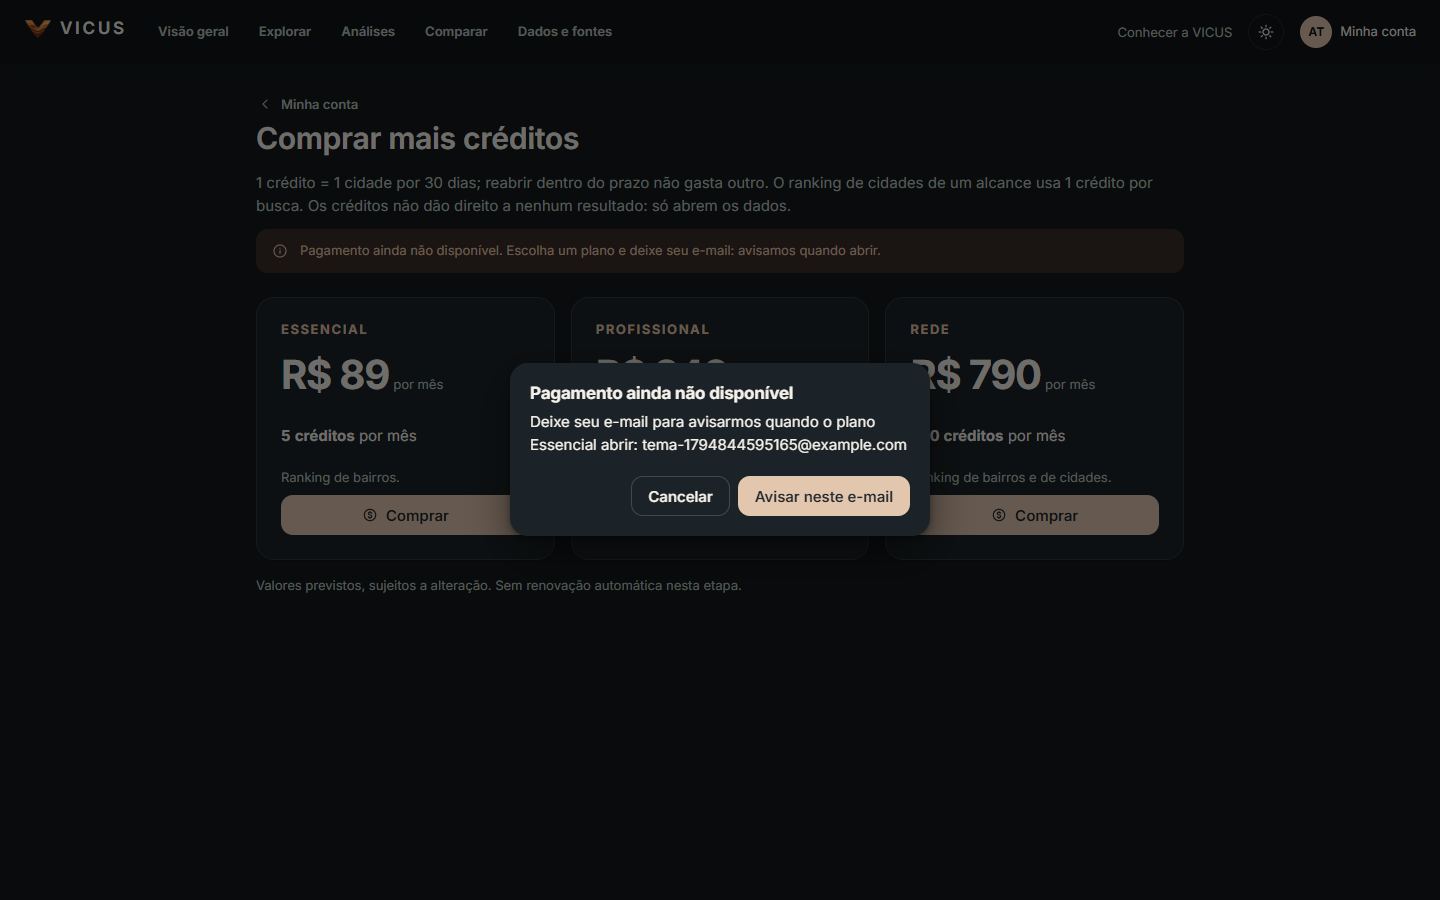 VICUS
Visão geral
Explorar
Análises
Comparar
Dados e fontes
Conhecer a VICUS
AT
Minha conta
Minha conta
Comprar mais créditos
1 crédito = 1 cidade por 30 dias; reabrir dentro do prazo não gasta outro. O ranking de cidades de um alcance usa 1 crédito por
busca. Os créditos não dão direito a nenhum resultado: só abrem os dados.
Pagamento ainda não disponível. Escolha um plano e deixe seu e-mail: avisamos quando abrir.
ESSENCIAL
R$ 89 por mês
5 créditos por mês
Ranking de bairros.
Comprar
PROFISSIONAL
REDE
R$ 790 por mês
créditos por mês
de bairros e de cidades.
Comprar
Pagamento ainda não disponível
Deixe seu e-mail para avisarmos quando o plano
Essencial abrir: tema-1794844595165@example.com
Cancelar
Avisar neste e-mail
Valores previstos, sujeitos a alteração. Sem renovação automática nesta etapa.